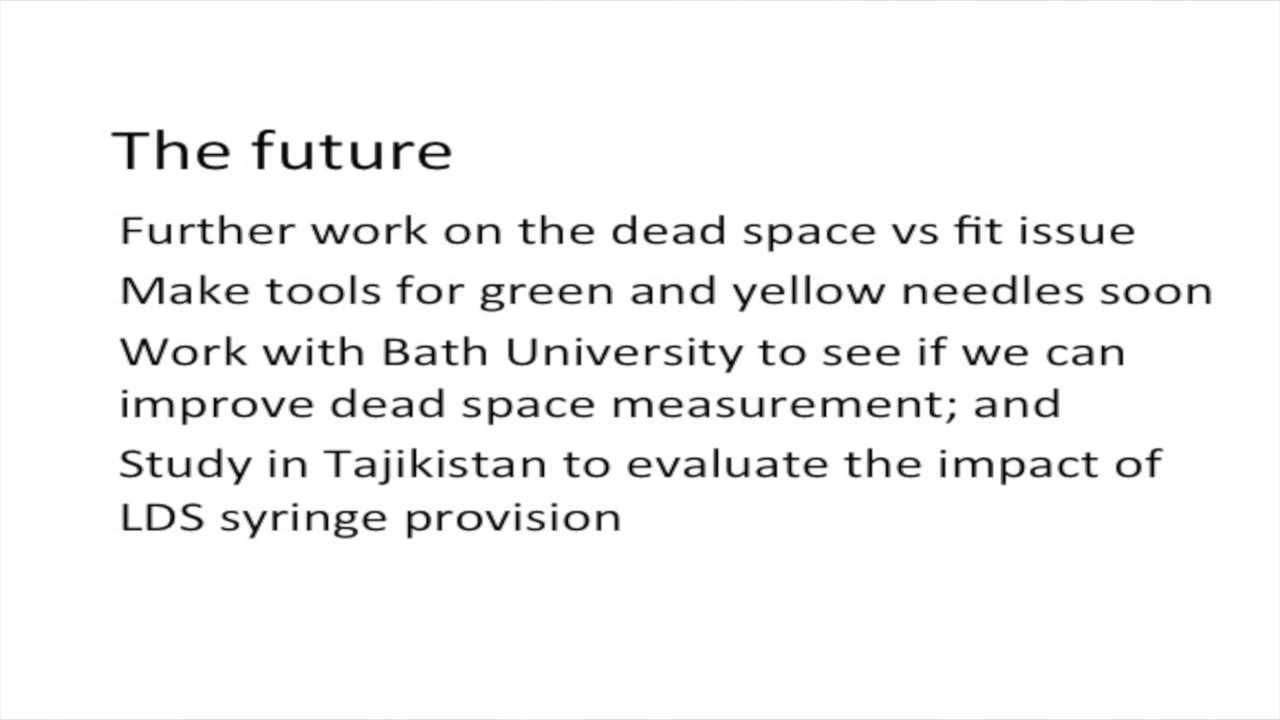 The future
Further work on the dead space vs fit issue
Make tools for green and yellow needles soon
Work with Bath University to see if we can
improve dead space measurement; and
Study in Tajikistan to evaluate the impact of
LDS syringe provision